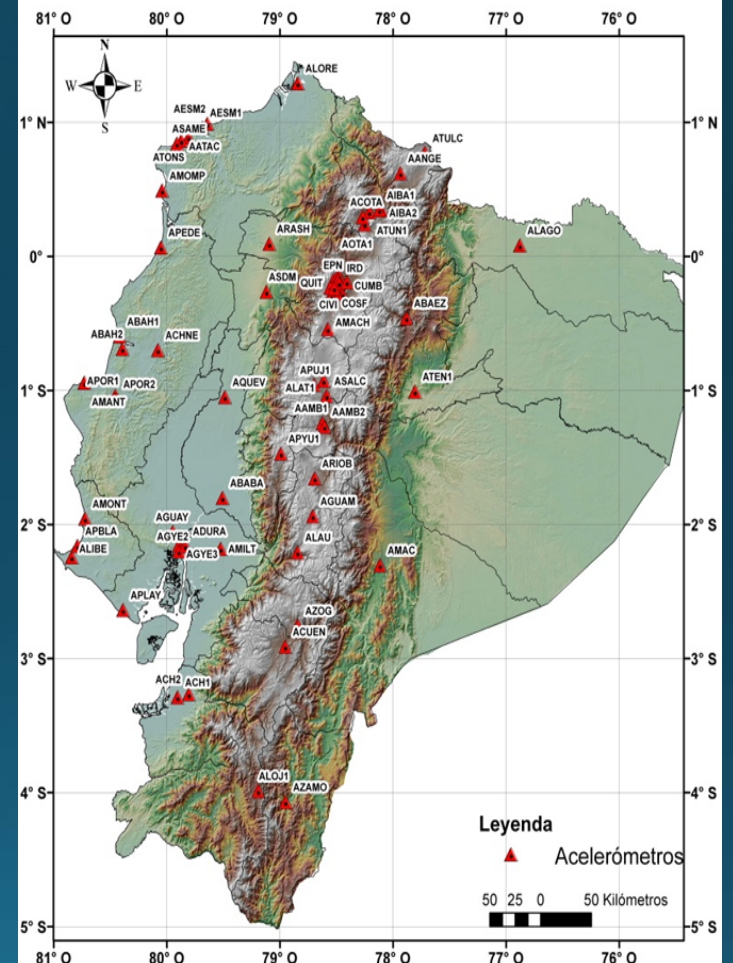 81° O 80° O 79° O 78° O 77° O 76° O
N
W E
S
ALORE
AESM2 AESM1
1° N 1° N
ASAME
AATAC
ATONS
ATULC
AANGE
AMOMP
AIBA1
ACOTA
AIBA2
ATUN1
APEDE ARASH ALAGO
AOTA1
0° 0°
EPN IRD
ASDM QUIT CUMB
CIVI COSF ABAEZ
ABAH1 AMACH
ABAH2 ACHNE
APUJ1
APOR1 APOR2 AQUEV ALAT1 ASALC ATEN1
1° S 1° S
AMANT
AAMB1 AAMB2
APYU1
ARIOB
ABABA
AMONT AGUAM
AGUAY
2° S 2° S
APBLA AGYE2 ADURA
ALIBE AGYE3 AMILT ALAU AMAC
APLAY AZOG
ACUEN
3° S 3° S
ACH2 ACH1
ALOJ1 AZAMO
4° S 4° S
Leyenda
Acelerómetros
50 25 0 50 Kilómetros
5° S 5° S
81° O 80° O 79° O 78° O 77° O 76° O